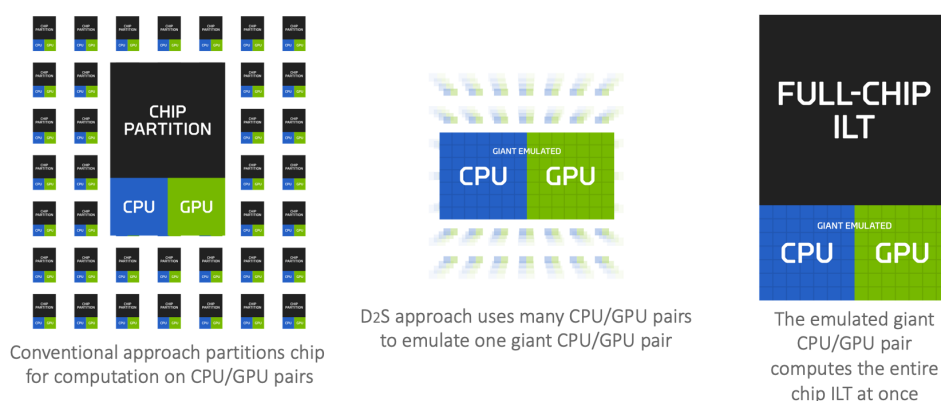 CHIP
PARTITION
CPU GPU
Conventional approach partitions chip
for computation on CPU/GPU pairs
GIANT EMULATED
CPU GPU
D2S approach uses many CPU/GPU pairs
to emulate one giant CPU/GPU pair
FULL-CHIP
ILT
GIANT EMULATED
CPU GPU
The emulated giant
CPU/GPU pair
computes the entire
chip ILT at once